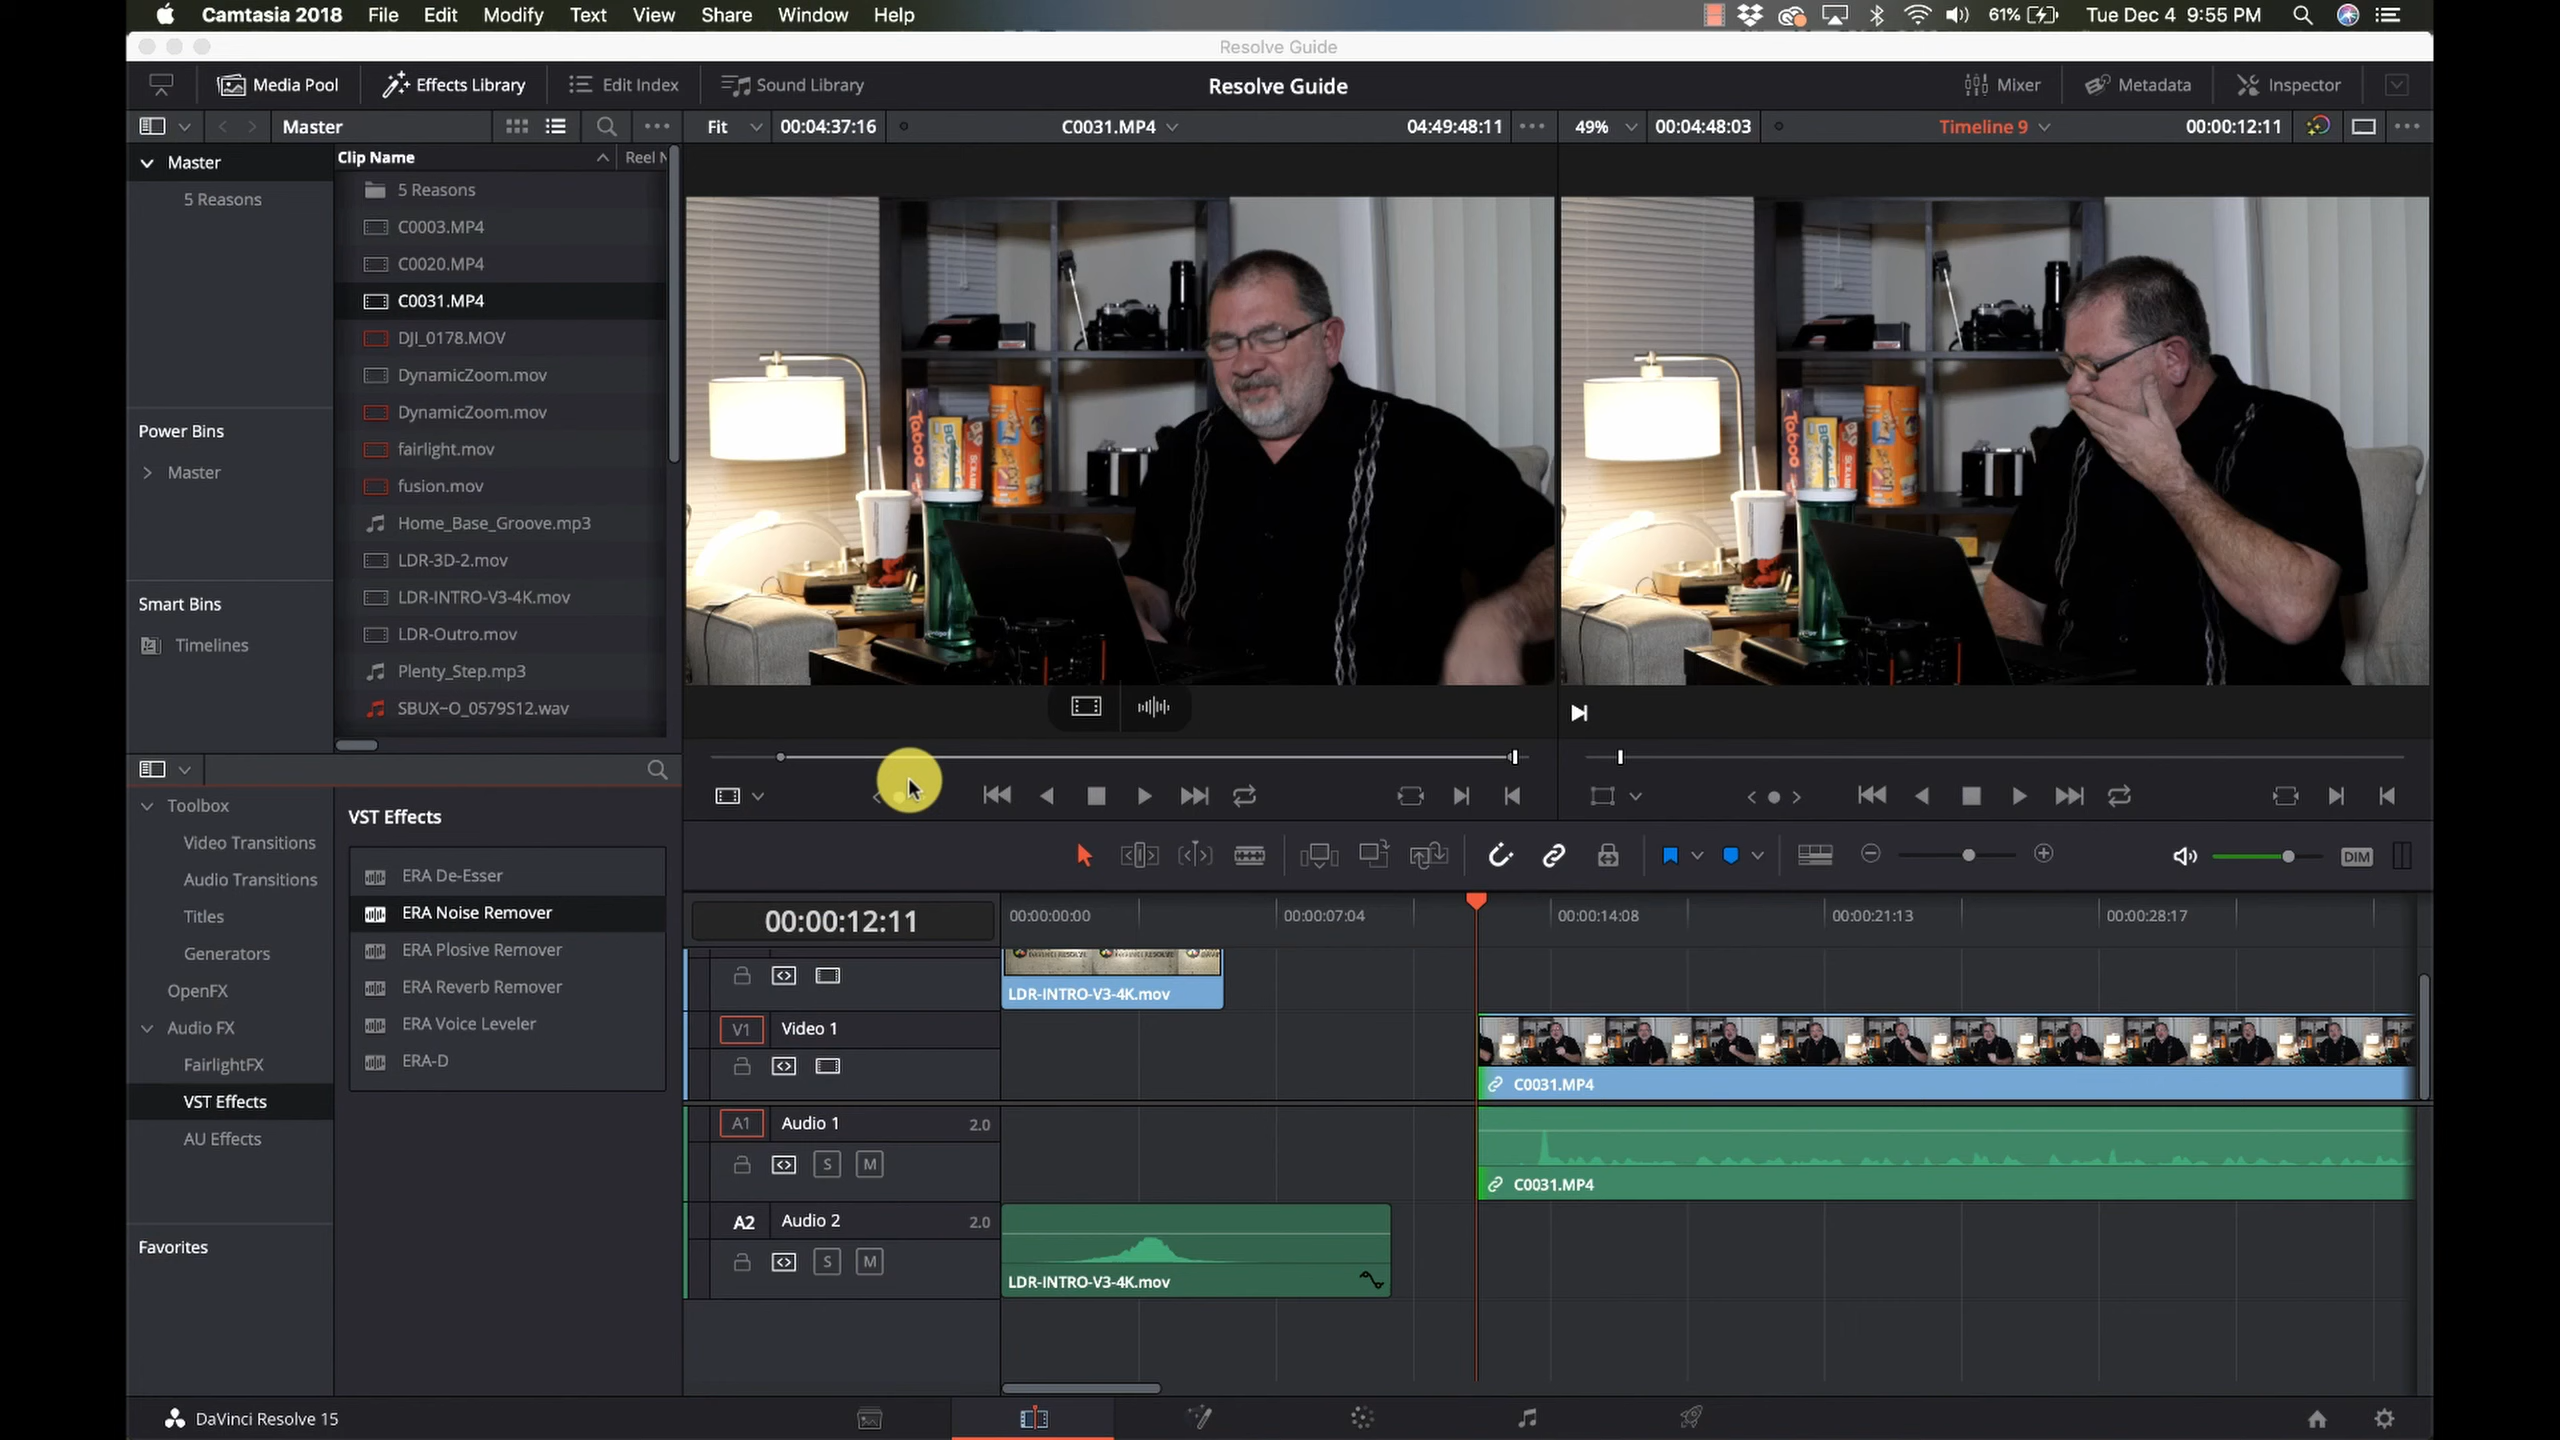 Camtasia 2018 File Edit Modify Text View Share Window Help 61% Tue Dec 4 9:55 PM
Resolve Guide
Media Pool Effects Library Edit Index Sound Library Resolve Guide Mixer Metadata Inspector
Master Fit 00:04:37:16 C0031.MP4 04:49:48:11 49% 00:04:48:03 Timeline 9 00:00:12:11
Master
5 Reasons
Power Bins
Master
Smart Bins
Timelines
Clip Name Reel N
5 Reasons
C0003.MP4
C0020.MP4
C0031.MP4
DJI_0178.MOV
DynamicZoom.mov
DynamicZoom.mov
fairlight.mov
fusion.mov
Home_Base_Groove.mp3
LDR-3D-2.mov
LDR-INTRO-V3-4K.mov
LDR-Outro.mov
Plenty_Step.mp3
SBUX~O_0579S12.wav
Taboo
Taboo
Toolbox
Video Transitions
Audio Transitions
Titles
Generators
OpenFX
Audio FX
FairlightFX
VST Effects
AU Effects
Favorites
VST Effects
ERA De-Esser
ERA Noise Remover
ERA Plosive Remover
ERA Reverb Remover
ERA Voice Leveler
ERA-D
DIM
00:00:12:11 00:00:00:00 00:00:07:04 00:00:14:08 00:00:21:13 00:00:28:17
LDR-INTRO-V3-4K.mov
V1 Video 1
C0031.MP4
A1 Audio 1 2.0
S M
C0031.MP4
A2 Audio 2 2.0
S M
LDR-INTRO-V3-4K.mov
DaVinci Resolve 15